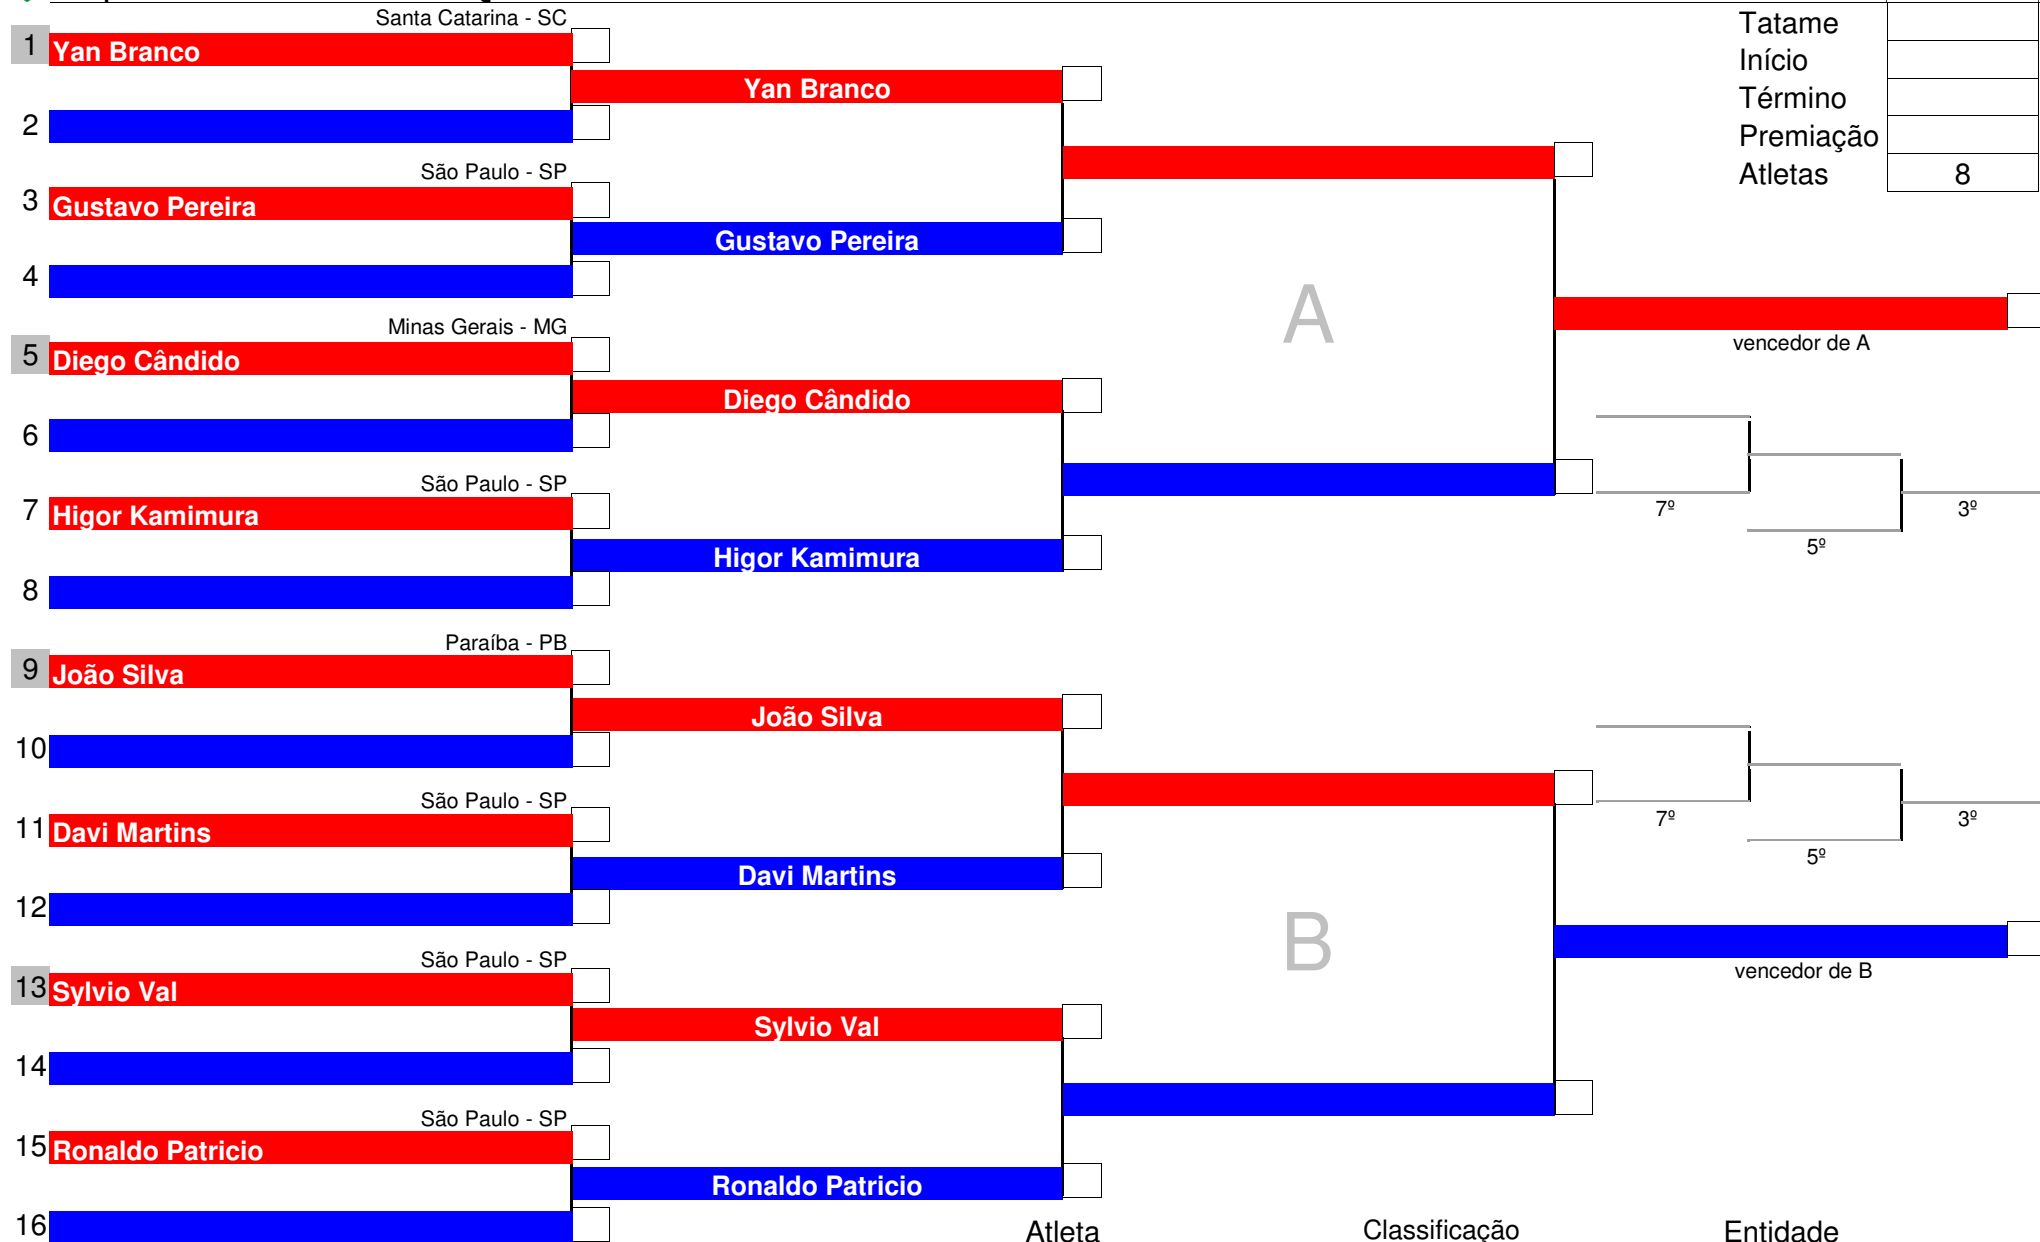 Santa Catarina - SC
1 Yan Branco
Yan Branco
2
São Paulo - SP
3 Gustavo Pereira
Gustavo Pereira
4
Minas Gerais - MG
5 Diego Cândido
Diego Cândido
6
São Paulo - SP
7 Higor Kamimura
Higor Kamimura
8
Paraíba - PB
9 João Silva
João Silva
10
São Paulo - SP
11 Davi Martins
Davi Martins
12
São Paulo - SP
13 Sylvio Val
Sylvio Val
14
São Paulo - SP
15 Ronaldo Patricio
Ronaldo Patricio
16
A
B
Tatame
Início
Término
Premiação
Atletas 8
vencedor de A
7º
3º
5º
7º
3º
5º
vencedor de B
Atleta Classificação Entidade